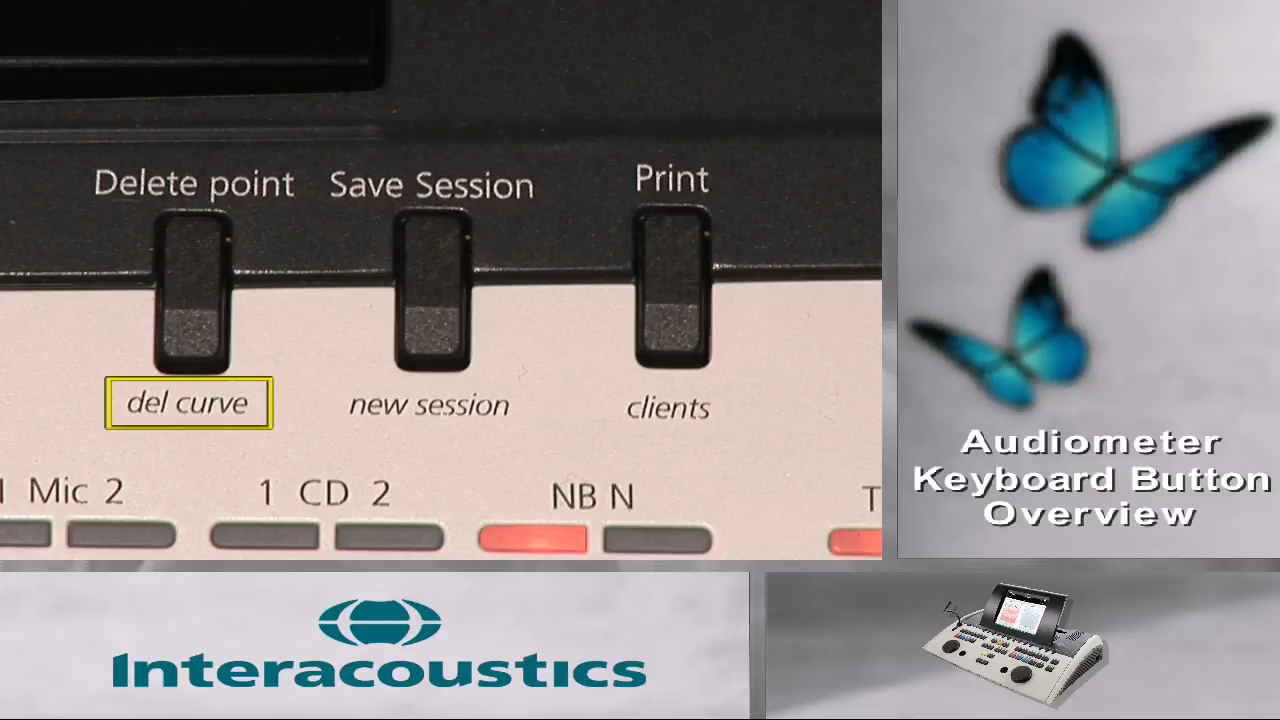 Delete point Save Session Print
del curve new session clients
Mic 2 1 CD 2 NB N
Audiometer
Keyboard Button
Overview
Interacoustics